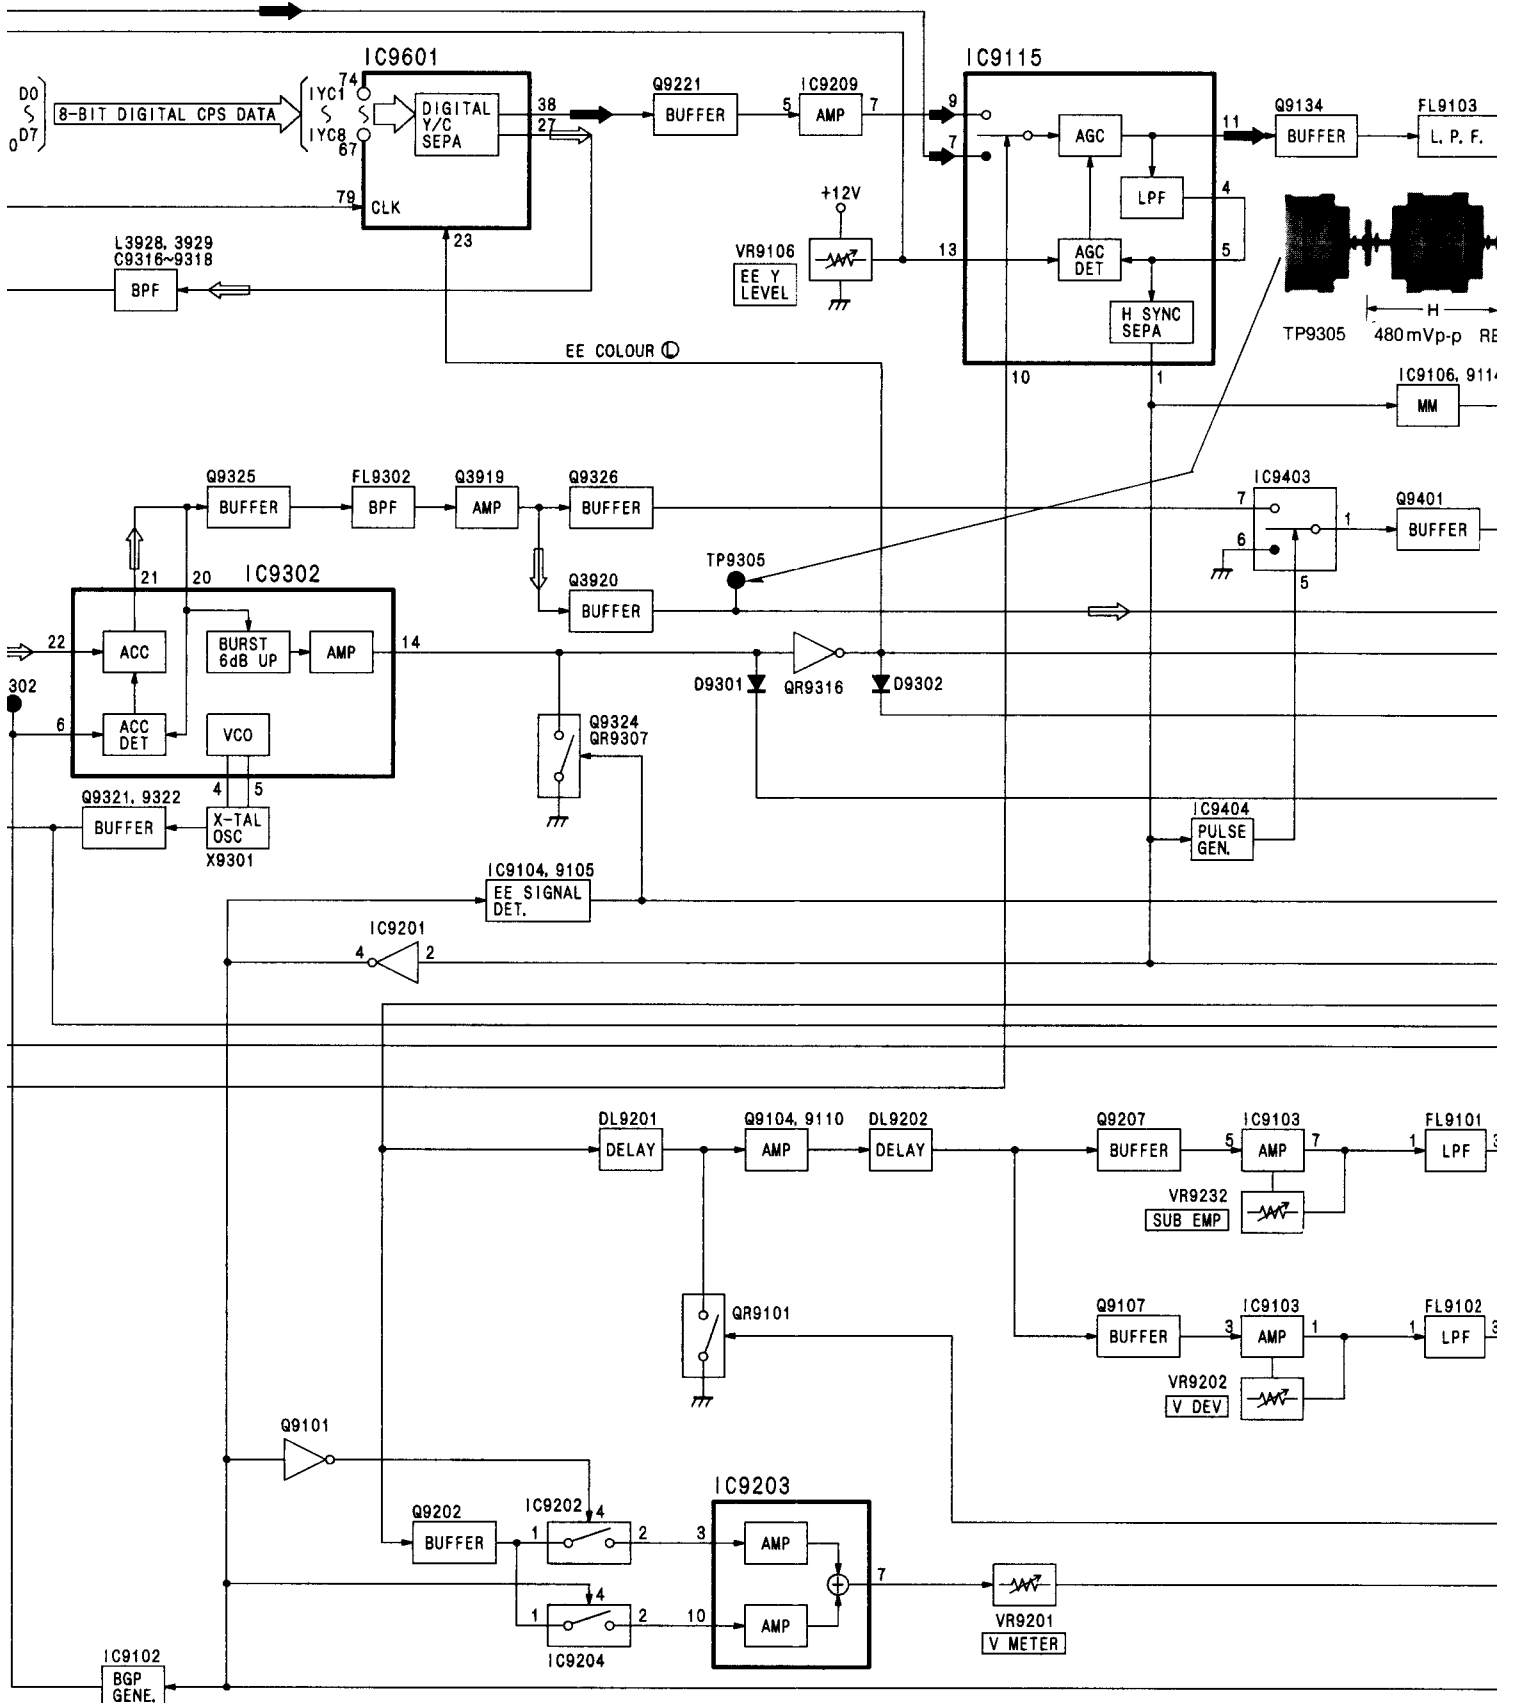 IC9601
IC9115
D0
D7
0
8-BIT DIGITAL CPS DATA
IYC1
IYC8
74
67
DIGITAL
Y/C
SEPA
38
27
79
CLK
23
Q9221
BUFFER
5
IC9209
AMP
7
9
7
AGC
11
Q9134
BUFFER
FL9103
L. P. F.
LPF
4
+12V
VR9106
EE Y
LEVEL
13
AGC
DET
5
H SYNC
SEPA
10
1
L3928, 3929
C9316~9318
BPF
EE COLOUR Ⓛ
H
TP9305
480mVp-p
RE
IC9106, 9114
MM
Q9325
BUFFER
FL9302
BPF
Q3919
AMP
Q9326
BUFFER
IC9403
7
6
1
5
Q9401
BUFFER
TP9305
Q3920
BUFFER
21
20
IC9302
22
ACC
BURST
6dB UP
AMP
14
302
6
ACC
DET
VCO
4
5
D9301
QR9316
D9302
Q9324
QR9307
Q9321, 9322
BUFFER
X-TAL
OSC
X9301
IC9404
PULSE
GEN.
IC9104, 9105
EE SIGNAL
DET.
IC9201
4
2
DL9201
DELAY
Q9104, 9110
AMP
DL9202
DELAY
Q9207
BUFFER
5
IC9103
AMP
7
1
FL9101
LPF
3
VR9232
SUB EMP
QR9101
Q9107
BUFFER
3
IC9103
AMP
1
1
FL9102
LPF
3
VR9202
V DEV
Q9101
Q9202
BUFFER
IC9202
4
1
2
3
IC9203
AMP
7
4
1
2
10
AMP
IC9204
VR9201
V METER
IC9102
BGP
GENE.